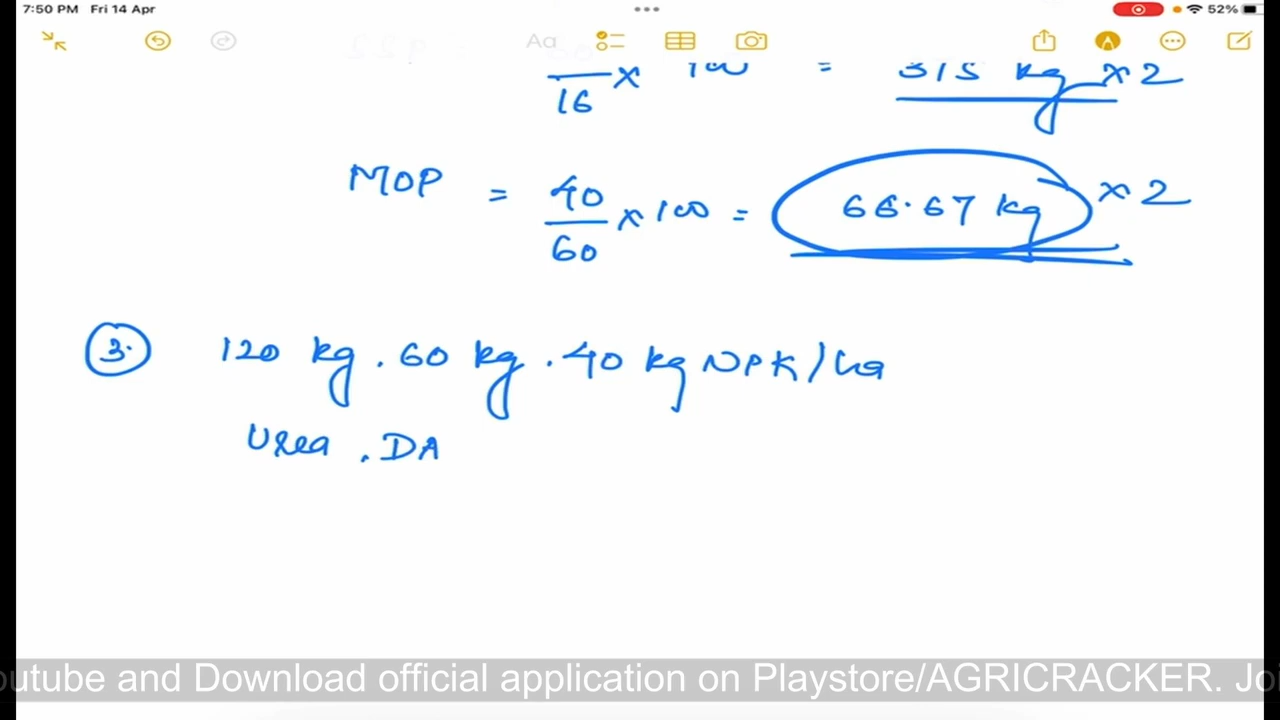 7:50 PM Fri 14 Apr 52%
Aa
16 x 100 = 315 kg x 2
MOP = 40/60 x 100 = 66.67 kg x 2
3. 120 kg . 60 kg . 40 kg NPK/ha
Urea . DA
outube and Download official application on Playstore/AGRICRACKER. Joi